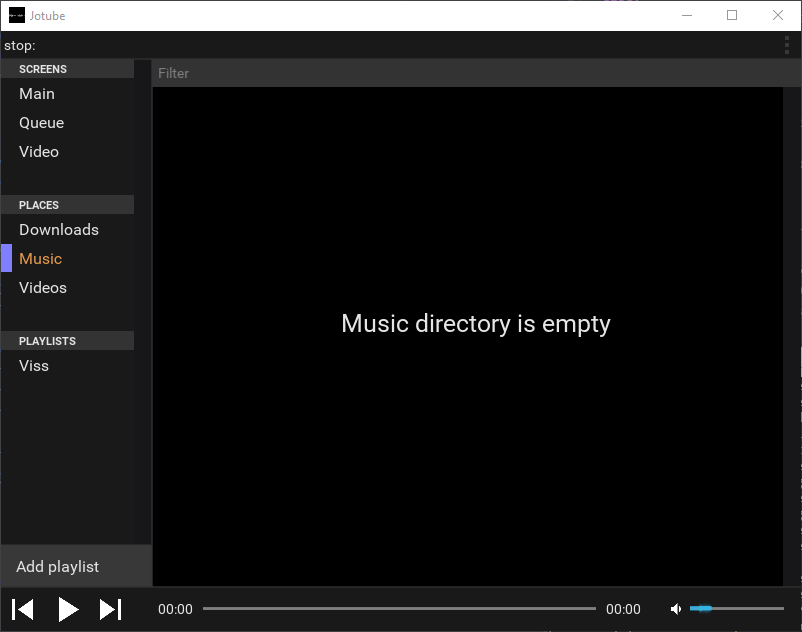 Jotube
stop:
SCREENS
Main
Queue
Video
PLACES
Downloads
Music
Videos
PLAYLISTS
Viss
Add playlist
Filter
Music directory is empty
00:00
00:00